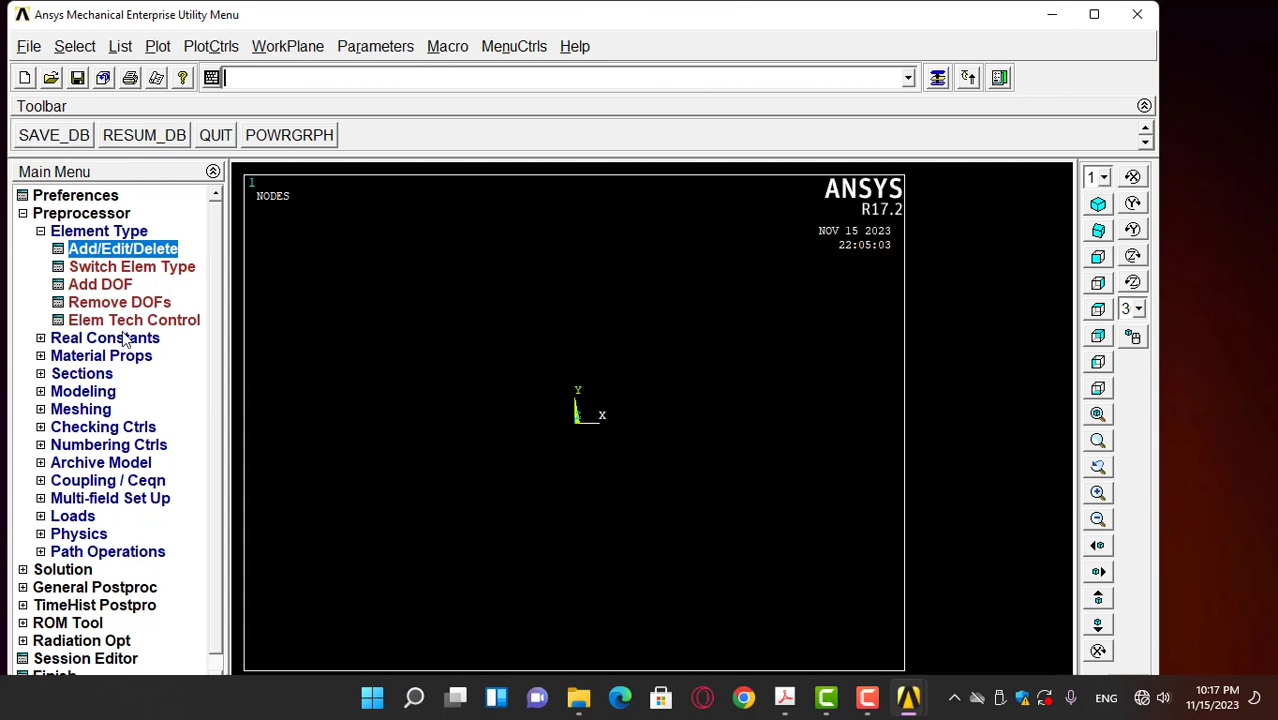 Ansys Mechanical Enterprise Utility Menu
File Select List Plot PlotCtrls WorkPlane Parameters Macro MenuCtrls Help
Toolbar
SAVE_DB RESUM_DB QUIT POWRGRPH
Main Menu
Preferences
Preprocessor
Element Type
Add/Edit/Delete
Switch Elem Type
Add DOF
Remove DOFs
Elem Tech Control
Real Constants
Material Props
Sections
Modeling
Meshing
Checking Ctrls
Numbering Ctrls
Archive Model
Coupling / Ceqn
Multi-field Set Up
Loads
Physics
Path Operations
Solution
General Postproc
TimeHist Postpro
ROM Tool
Radiation Opt
Session Editor
Finish
1
NODES
ANSYS
R17.2
NOV 15 2023
22:05:03
Y
X
1
X
Y
Y
Z
Z
3
ENG
10:17 PM
11/15/2023